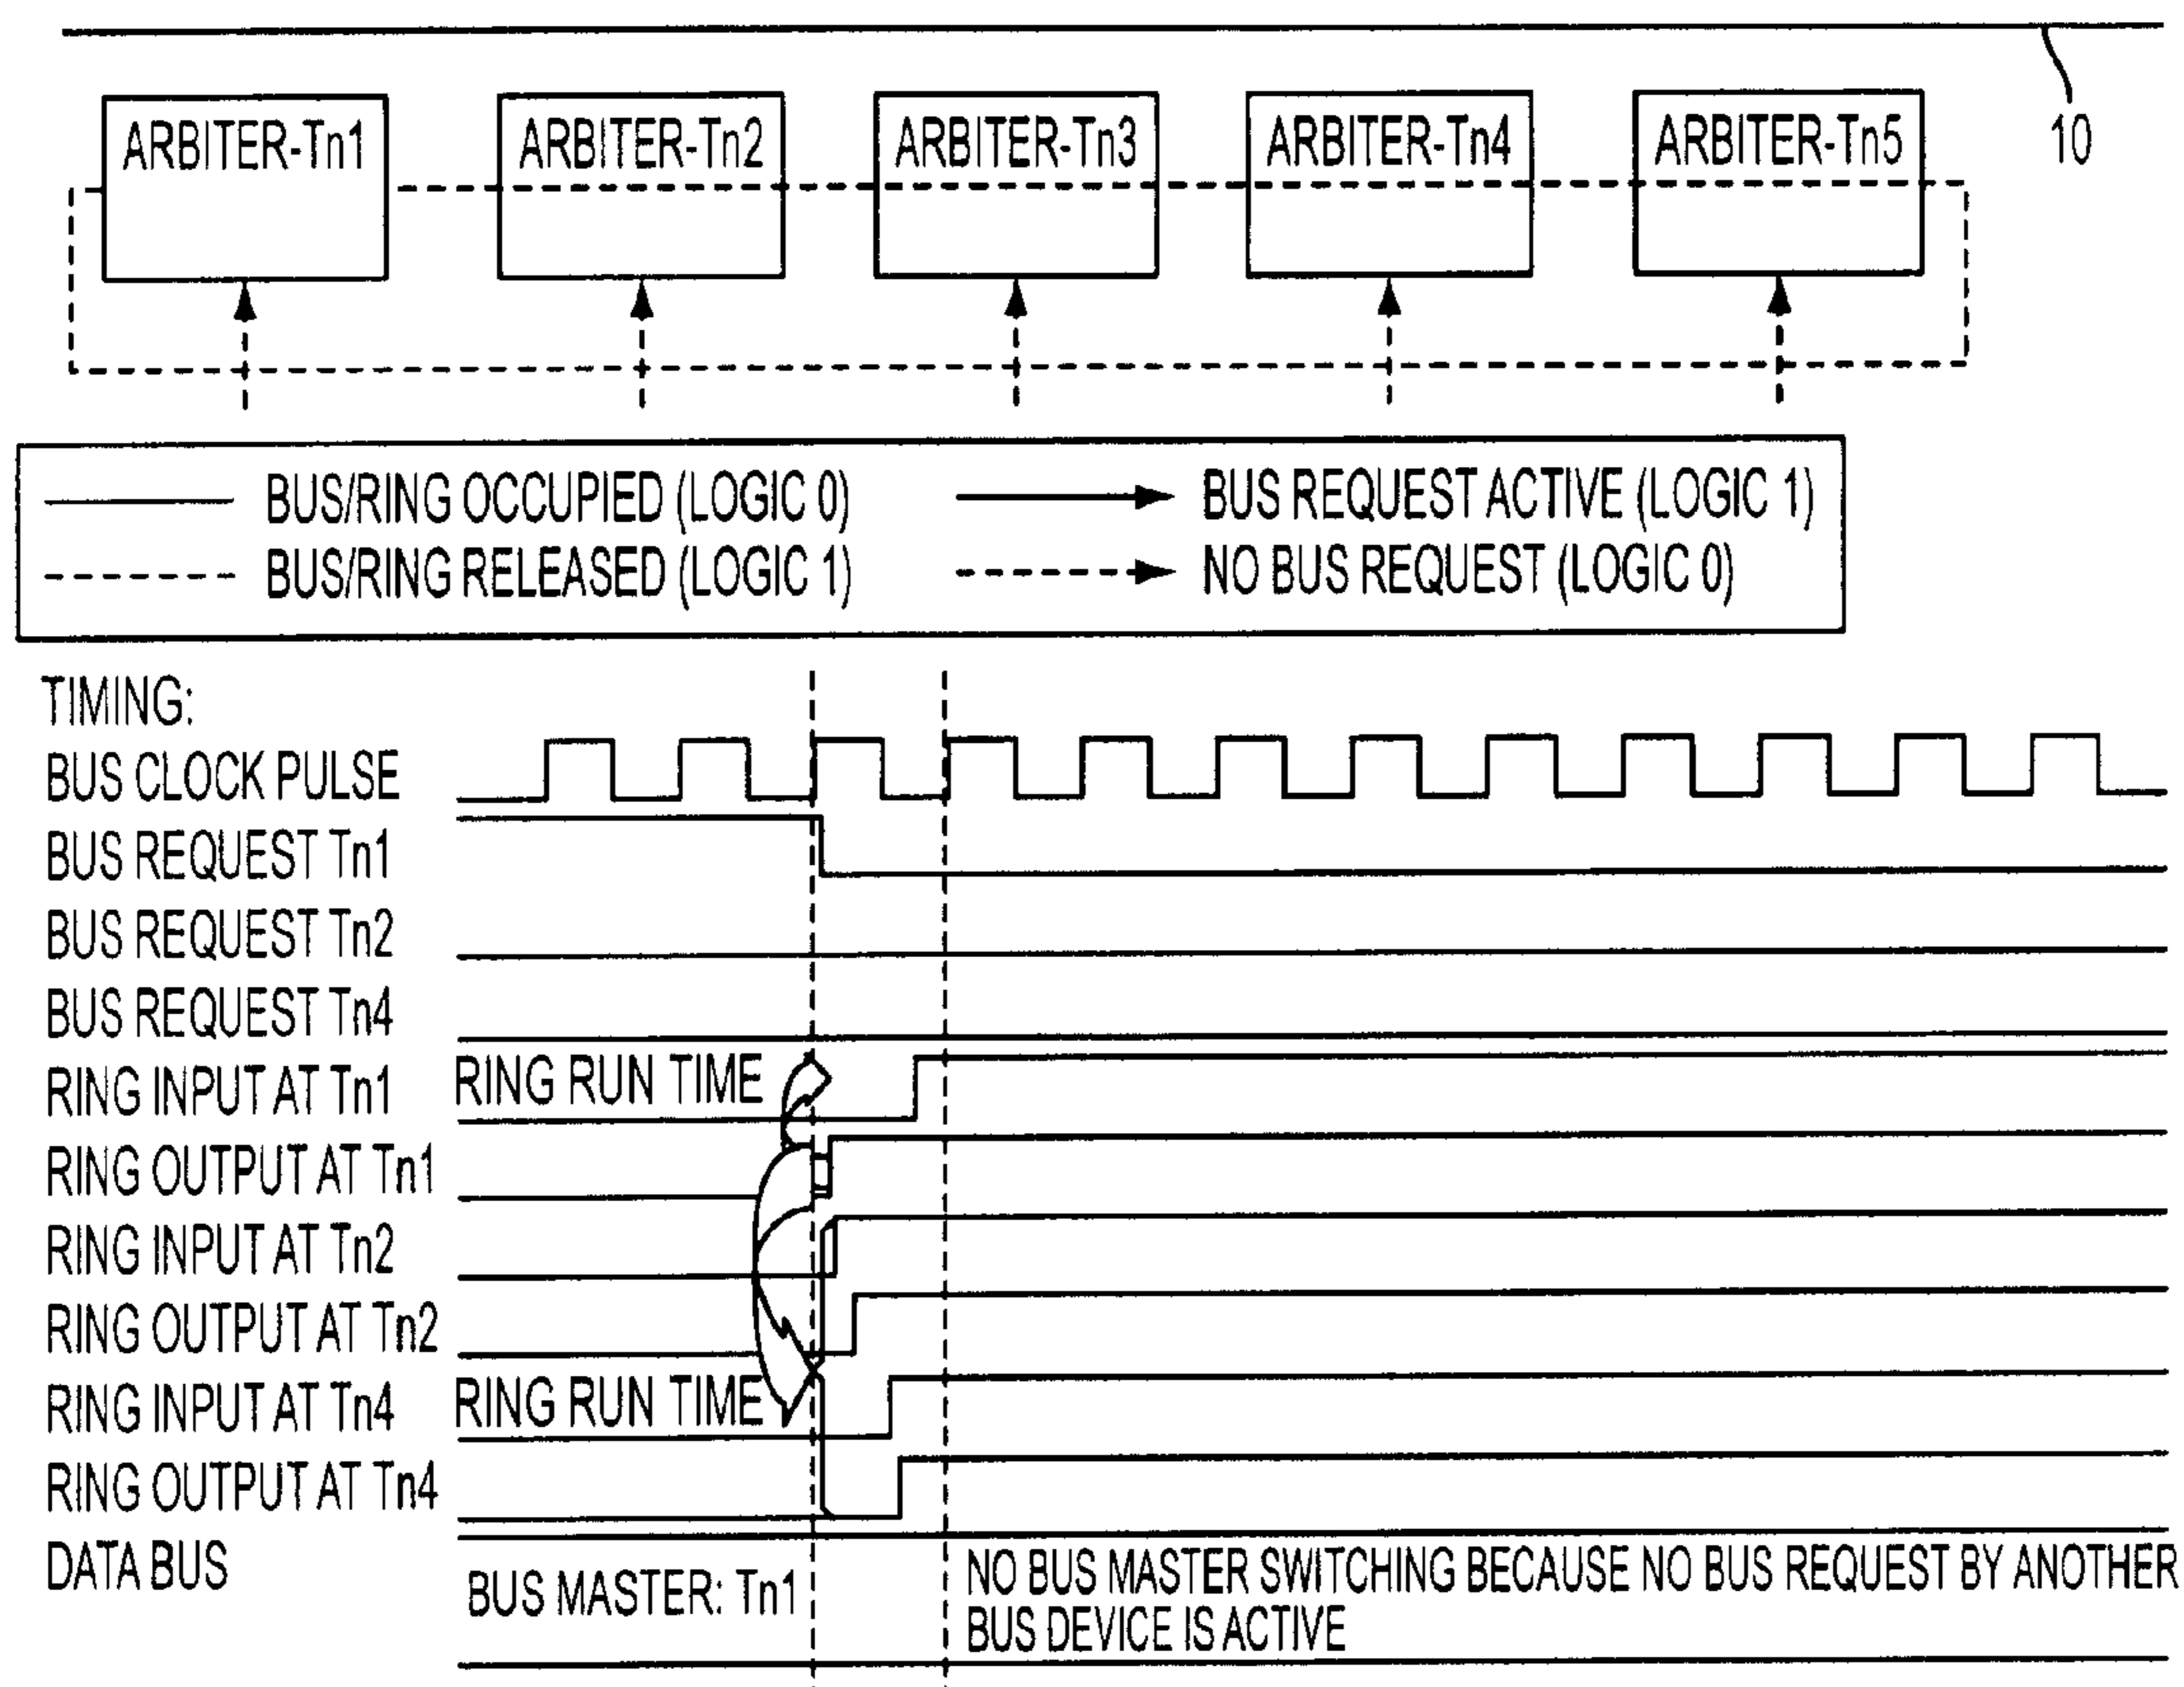 ARBITER-Tn1
ARBITER-Tn2
ARBITER-Tn3
ARBITER-Tn4
ARBITER-Tn5
10
BUS/RING OCCUPIED (LOGIC 0)
BUS REQUEST ACTIVE (LOGIC 1)
BUS/RING RELEASED (LOGIC 1)
NO BUS REQUEST (LOGIC 0)
TIMING:
BUS CLOCK PULSE
BUS REQUEST Tn1
BUS REQUEST Tn2
BUS REQUEST Tn4
RING INPUT AT Tn1
RING RUN TIME
RING OUTPUT AT Tn1
RING INPUT AT Tn2
RING OUTPUT AT Tn2
RING INPUT AT Tn4
RING RUN TIME
RING OUTPUT AT Tn4
DATA BUS
BUS MASTER: Tn1
NO BUS MASTER SWITCHING BECAUSE NO BUS REQUEST BY ANOTHER
BUS DEVICE IS ACTIVE